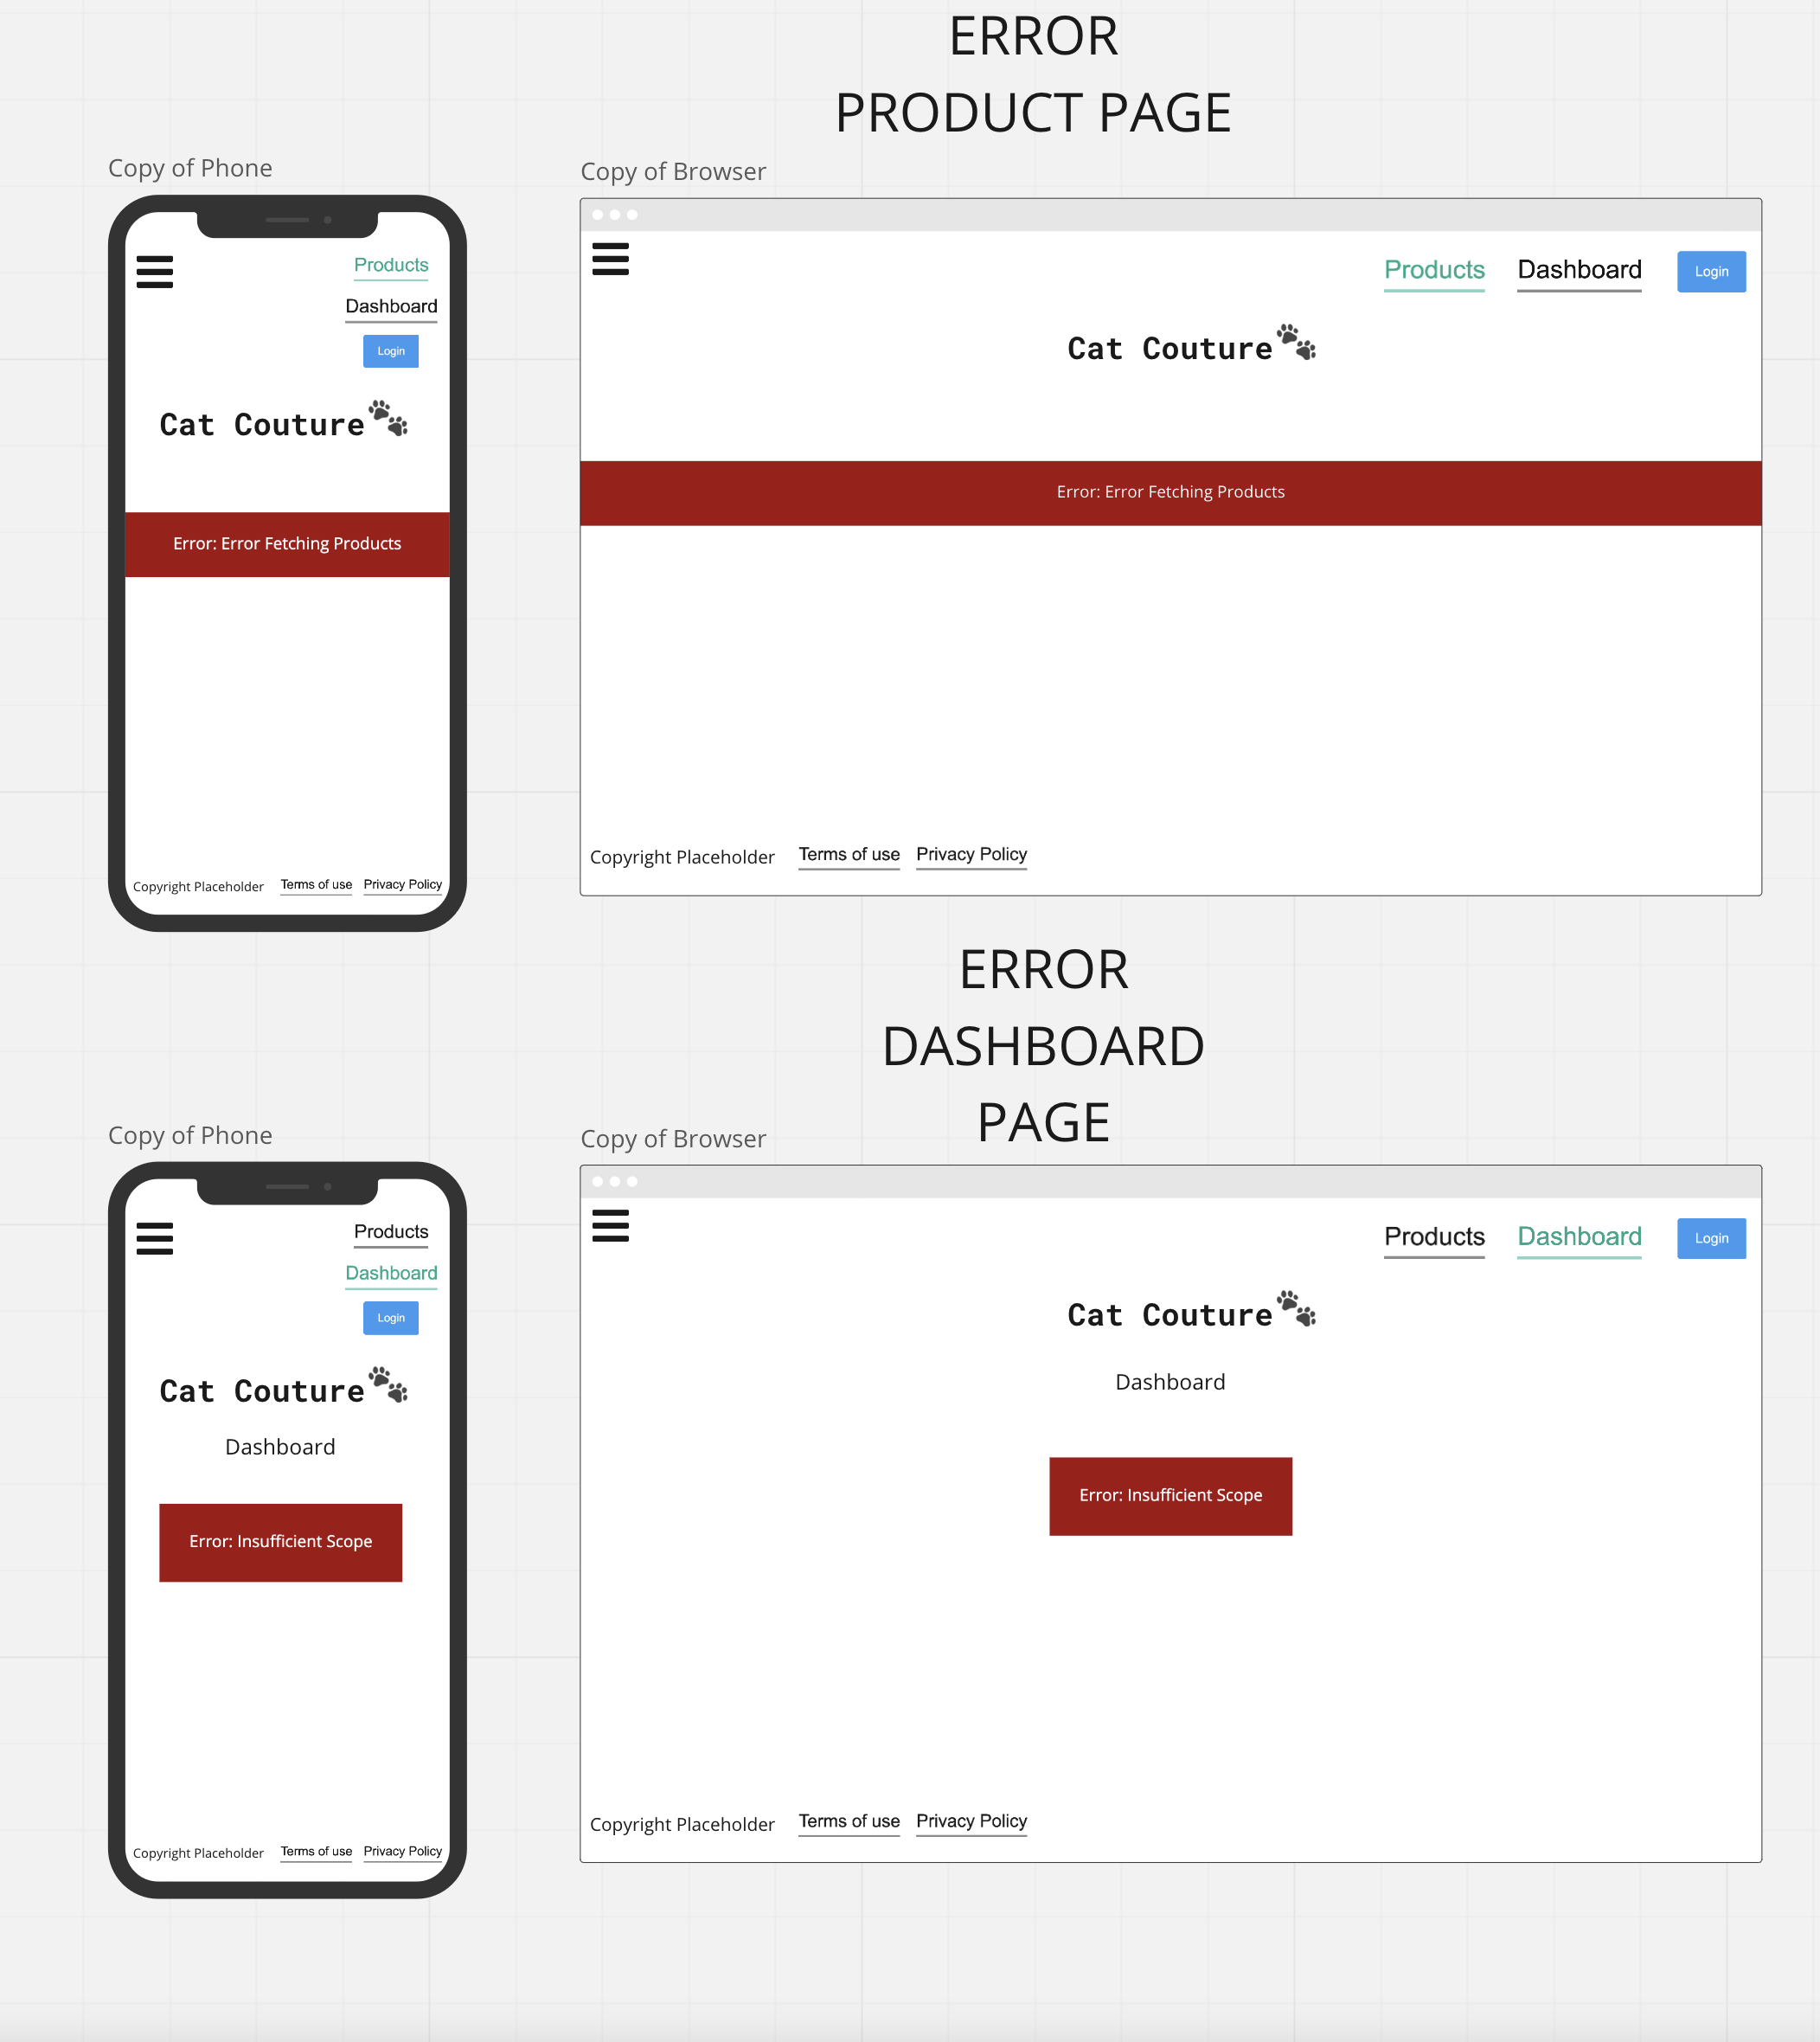 ERROR
PRODUCT PAGE
Copy of Phone
Products
Dashboard
Login
Cat Couture
Error: Error Fetching Products
Copyright Placeholder Terms of use Privacy Policy
Copy of Browser
Products Dashboard Login
Cat Couture
Error: Error Fetching Products
Copyright Placeholder Terms of use Privacy Policy
ERROR
DASHBOARD
PAGE
Copy of Phone
Products
Dashboard
Login
Cat Couture
Dashboard
Error: Insufficient Scope
Copyright Placeholder Terms of use Privacy Policy
Copy of Browser
Products Dashboard Login
Cat Couture
Dashboard
Error: Insufficient Scope
Copyright Placeholder Terms of use Privacy Policy